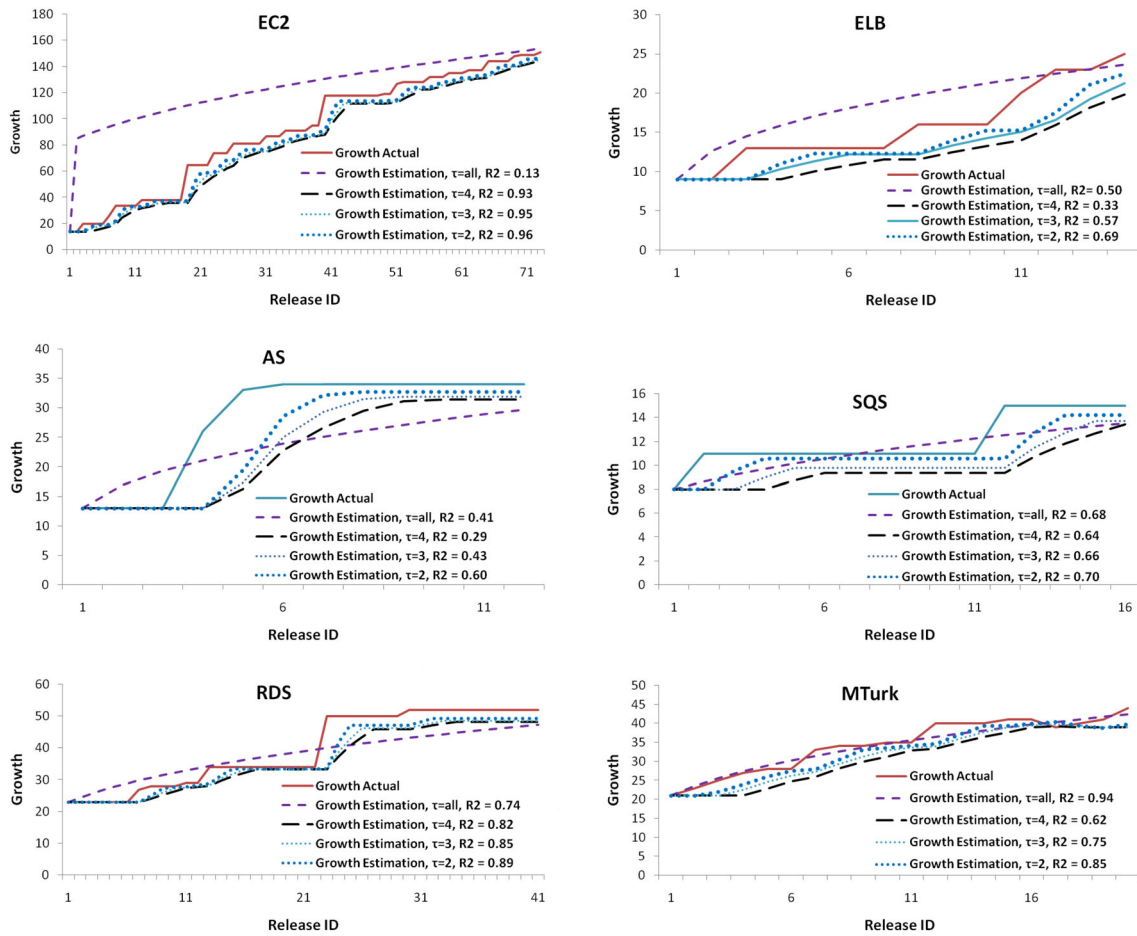 EC2
180
160
140
120
100
80
60
40
20
0
Growth
1 11 21 31 41 51 61 71
Release ID
Growth Actual
Growth Estimation, τ=all, R2 = 0.13
Growth Estimation, τ=4, R2 = 0.93
Growth Estimation, τ=3, R2 = 0.95
Growth Estimation, τ=2, R2 = 0.96
ELB
30
25
20
15
10
5
0
Growth
1 6 11
Release ID
Growth Actual
Growth Estimation, τ=all, R2= 0.50
Growth Estimation, τ=4, R2 = 0.33
Growth Estimation, τ=3, R2 = 0.57
Growth Estimation, τ=2, R2 = 0.69
AS
40
35
30
25
20
15
10
5
0
Growth
1 6 11
Release ID
Growth Actual
Growth Estimation, τ=all, R2 = 0.41
Growth Estimation, τ=4, R2 = 0.29
Growth Estimation, τ=3, R2 = 0.43
Growth Estimation, τ=2, R2 = 0.60
SQS
16
14
12
10
8
6
4
2
0
Growth
1 6 11 16
Release ID
Growth Actual
Growth Estimation, τ=all, R2 = 0.68
Growth Estimation, τ=4, R2 = 0.64
Growth Estimation, τ=3, R2 = 0.66
Growth Estimation, τ=2, R2 = 0.70
RDS
60
50
40
30
20
10
0
Growth
1 11 21 31 41
Release ID
Growth Actual
Growth Estimation, τ=all, R2 = 0.74
Growth Estimation, τ=4, R2 = 0.82
Growth Estimation, τ=3, R2 = 0.85
Growth Estimation, τ=2, R2 = 0.89
MTurk
50
45
40
35
30
25
20
15
10
5
0
Growth
1 6 11 16
Release ID
Growth Actual
Growth Estimation, τ=all, R2 = 0.94
Growth Estimation, τ=4, R2 = 0.62
Growth Estimation, τ=3, R2 = 0.75
Growth Estimation, τ=2, R2 = 0.85